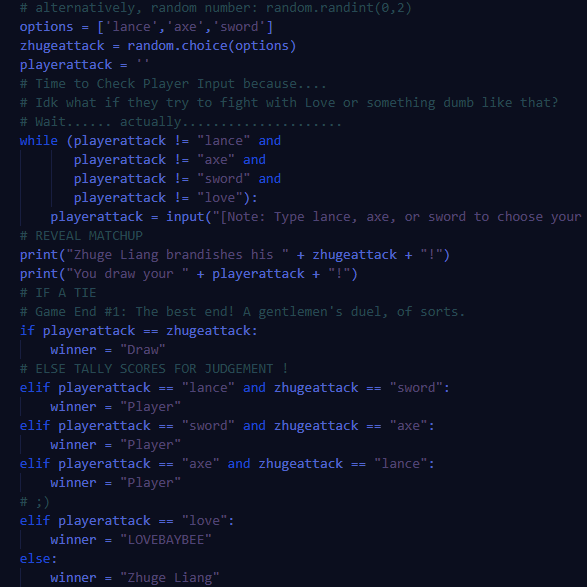 # alternatively, random number: random.randint(0,2)
options = ['lance','axe','sword']
zhugeattack = random.choice(options)
playerattack = ''
# Time to Check Player Input because....
# Idk what if they try to fight with Love or something dumb like that?
# Wait...... actually.....................
while (playerattack != "lance" and
       playerattack != "axe" and
       playerattack != "sword" and
       playerattack != "love"):
    playerattack = input("[Note: Type lance, axe, or sword to choose your
# REVEAL MATCHUP
print("Zhuge Liang brandishes his " + zhugeattack + "!")
print("You draw your " + playerattack + "!")
# IF A TIE
# Game End #1: The best end! A gentlemen's duel, of sorts.
if playerattack == zhugeattack:
    winner = "Draw"
# ELSE TALLY SCORES FOR JUDGEMENT !
elif playerattack == "lance" and zhugeattack == "sword":
    winner = "Player"
elif playerattack == "sword" and zhugeattack == "axe":
    winner = "Player"
elif playerattack == "axe" and zhugeattack == "lance":
    winner = "Player"
# ;)
elif playerattack == "love":
    winner = "LOVEBAYBEE"
else:
    winner = "Zhuge Liang"